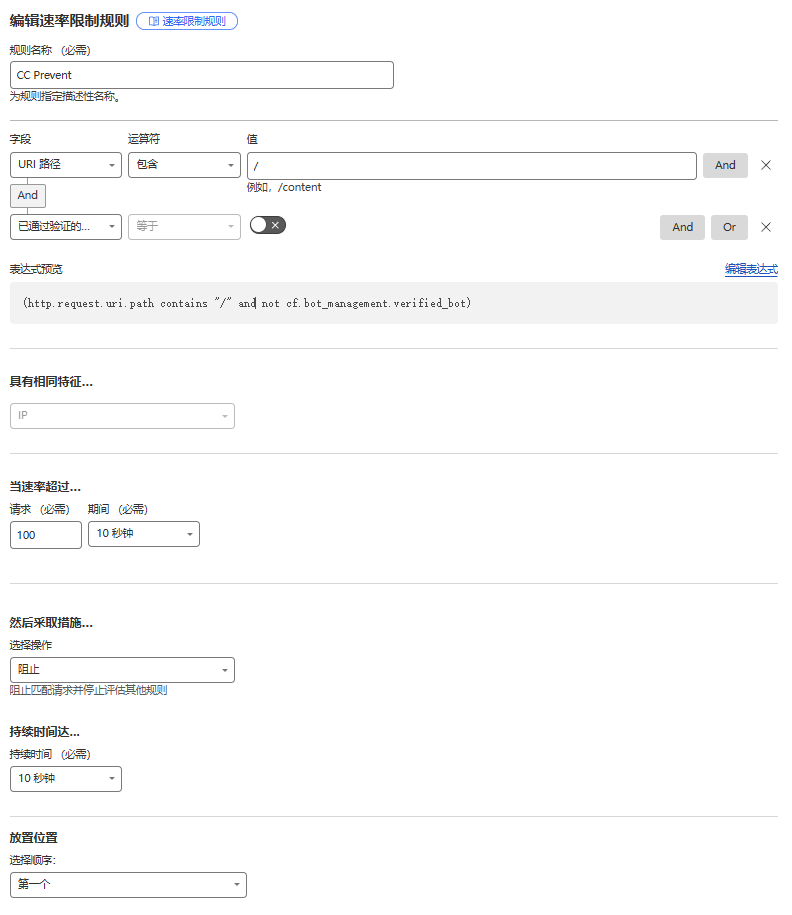 编辑速率限制规则 速率限制规则
规则名称 (必需)
CC Prevent
为规则指定描述性名称。
字段 运算符 值
URI 路径 包含 / And
例如，/content
And
已通过验证的... 等于 And Or
表达式预览 编辑表达式
(http.request.uri.path contains "/" and not cf.bot_management.verified_bot)
具有相同特征...
IP
当速率超过...
请求 (必需) 期间 (必需)
100 10 秒钟
然后采取措施...
选择操作
阻止
阻止匹配请求并停止评估其他规则
持续时间达...
持续时间 (必需)
10 秒钟
放置位置
选择顺序:
第一个